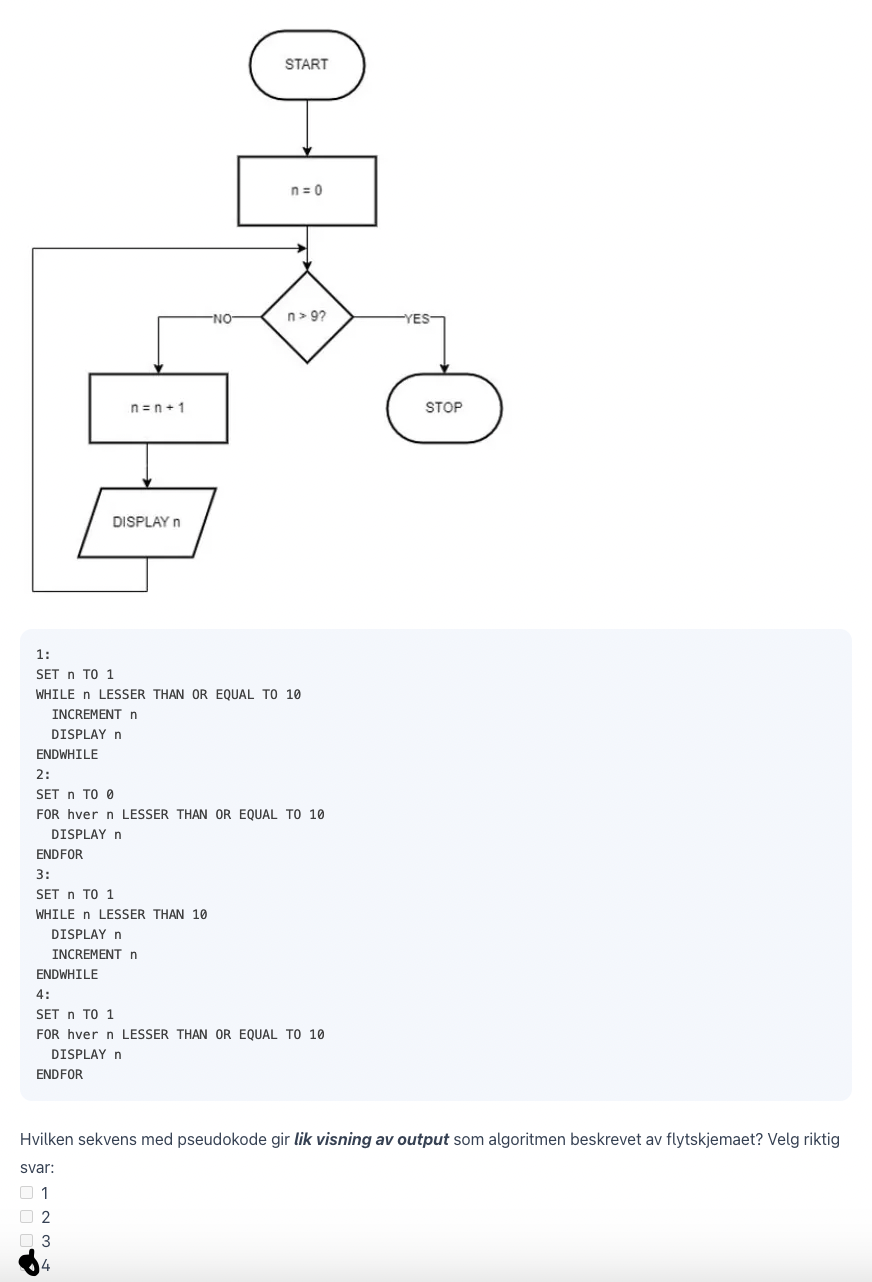 START
n = 0
n > 9?
NO
YES
n = n + 1
STOP
DISPLAY n
1:
SET n TO 1
WHILE n LESSER THAN OR EQUAL TO 10
INCREMENT n
DISPLAY n
ENDWHILE
2:
SET n TO 0
FOR hver n LESSER THAN OR EQUAL TO 10
DISPLAY n
ENDFOR
3:
SET n TO 1
WHILE n LESSER THAN 10
DISPLAY n
INCREMENT n
ENDWHILE
4:
SET n TO 1
FOR hver n LESSER THAN OR EQUAL TO 10
DISPLAY n
ENDFOR
Hvilken sekvens med pseudokode gir lik visning av output som algoritmen beskrevet av flytskjemaet? Velg riktig
svar:
1
2
3
4